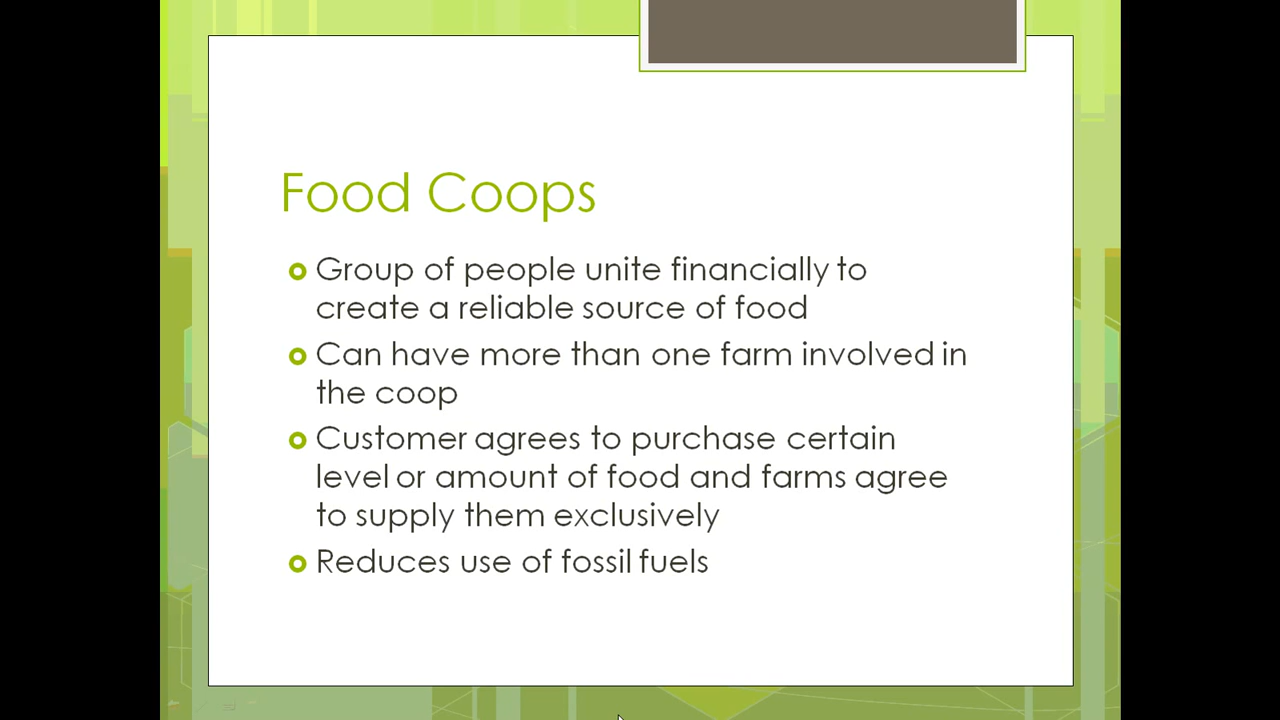 Food Coops
Group of people unite financially to
create a reliable source of food
Can have more than one farm involved in
the coop
Customer agrees to purchase certain
level or amount of food and farms agree
to supply them exclusively
Reduces use of fossil fuels